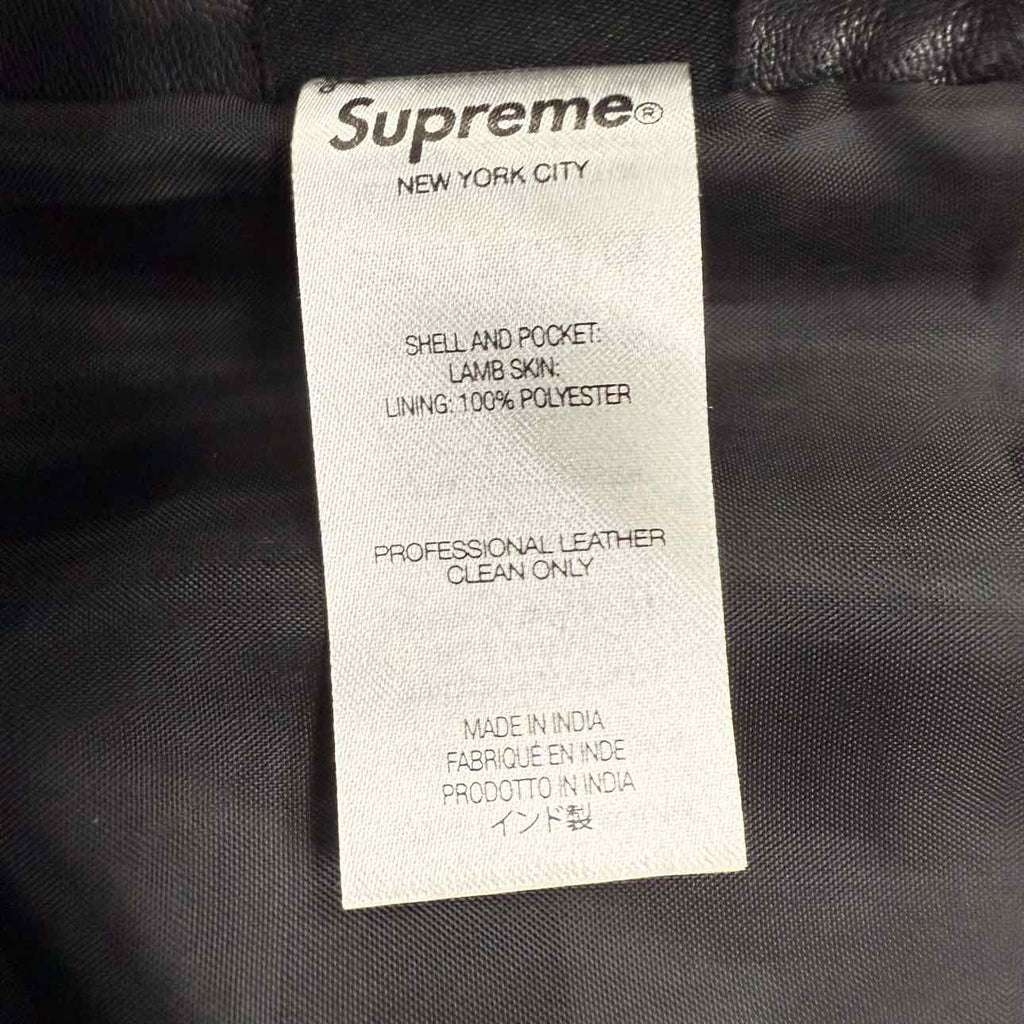 Supreme®
NEW YORK CITY
SHELL AND POCKET:
LAMB SKIN:
LINING: 100% POLYESTER
PROFESSIONAL LEATHER
CLEAN ONLY
MADE IN INDIA
FABRIQUÉ EN INDE
PRODOTTO IN INDIA
インド製